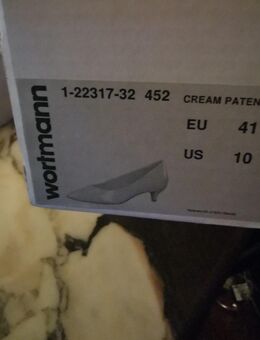 1-22317-32 452 CREAM PATEN
EU 41
US 10
wortmann